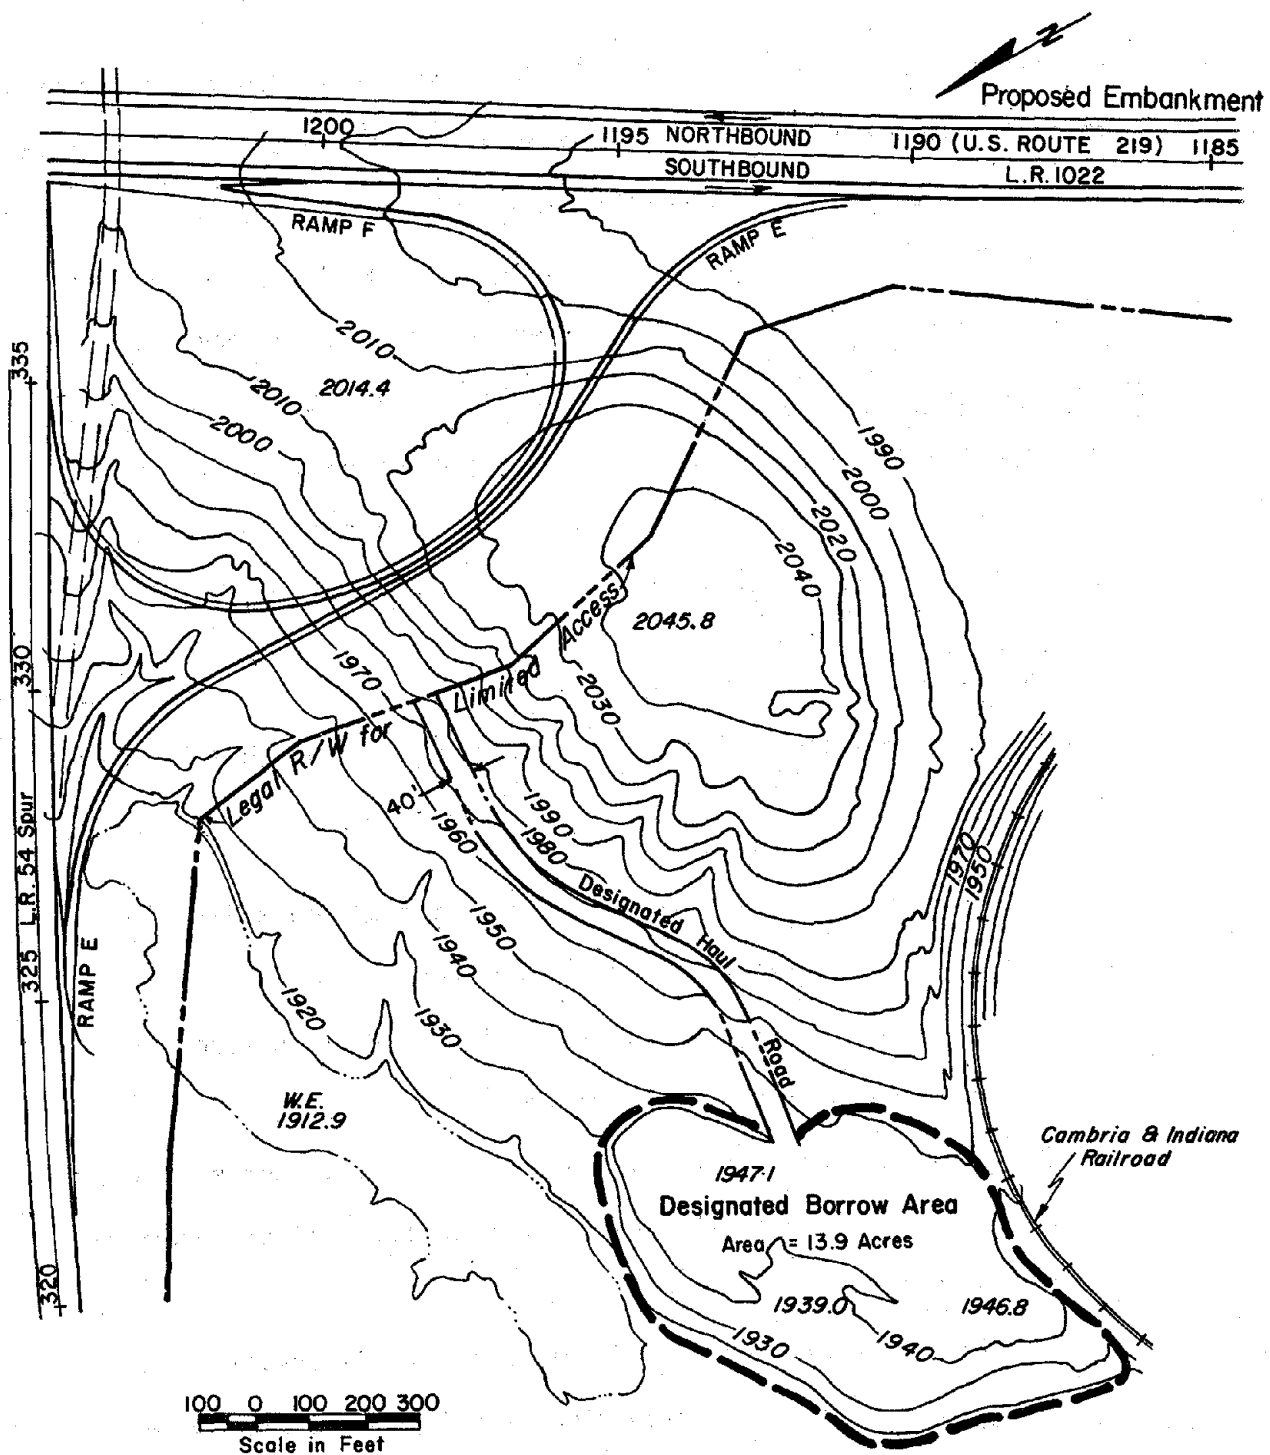 N
Proposed Embankment
1200
1195 NORTHBOUND
1190 (U.S. ROUTE 219) 1185
SOUTHBOUND
L.R. 1022
RAMP F
RAMP E
2010
335
2010
2014.4
2000
1990
2000
2020
2040
Access
2045.8
330
1970
Limited
2030
Legal R/W for
40'
1990
1980
1960
1970
1950
L.R. 54 Spur
Designated Haul
Road
1950
1940
325
RAMP E
1920
1930
W.E.
1912.9
Cambria & Indiana
Railroad
1947.1
Designated Borrow Area
Area = 13.9 Acres
320
1939.0
1946.8
1930
1940
100 0 100 200 300
Scale in Feet